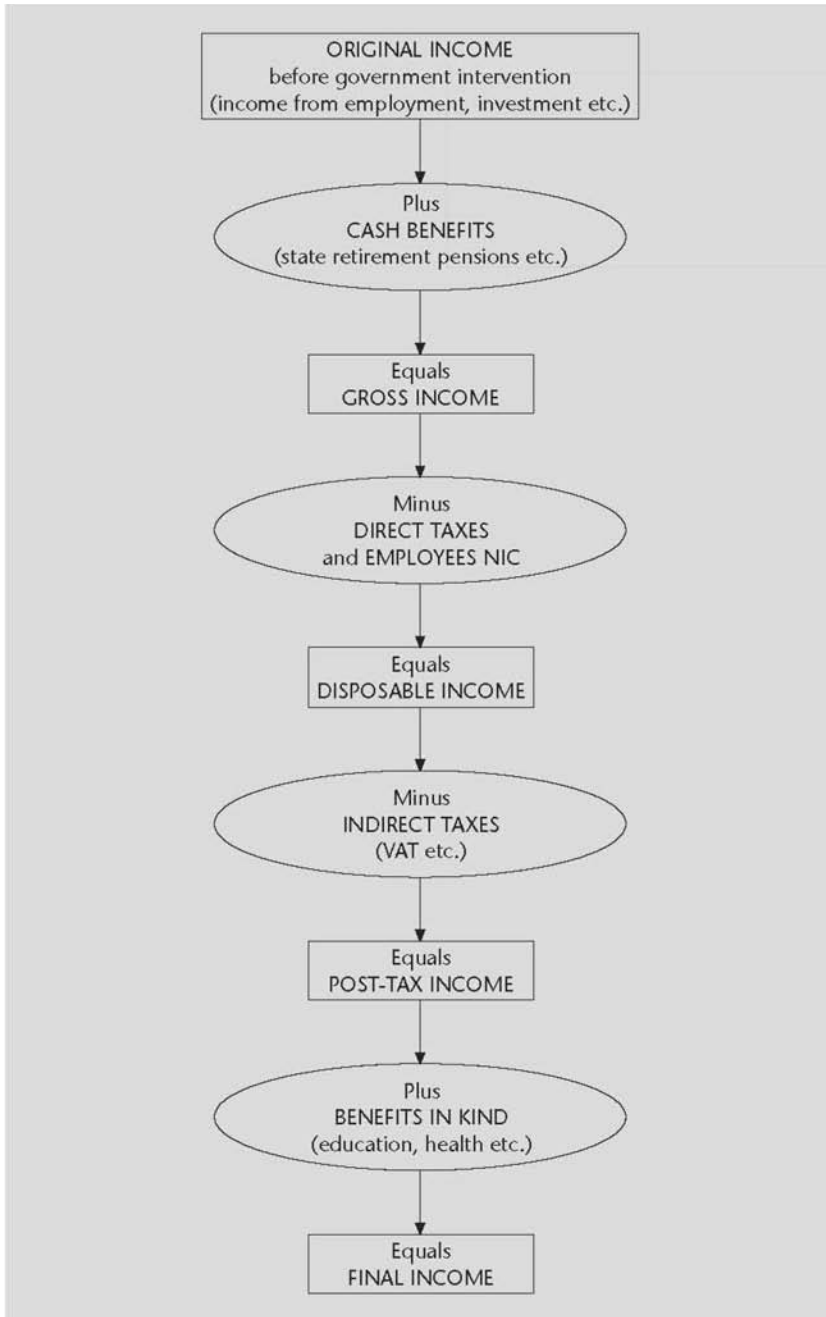 ORIGINAL INCOME
before government intervention
(income from employment, investment etc.)
Plus
CASH BENEFITS
(state retirement pensions etc.)
Equals
GROSS INCOME
Minus
DIRECT TAXES
and EMPLOYEES NIC
Equals
DISPOSABLE INCOME
Minus
INDIRECT TAXES
(VAT etc.)
Equals
POST-TAX INCOME
Plus
BENEFITS IN KIND
(education, health etc.)
Equals
FINAL INCOME